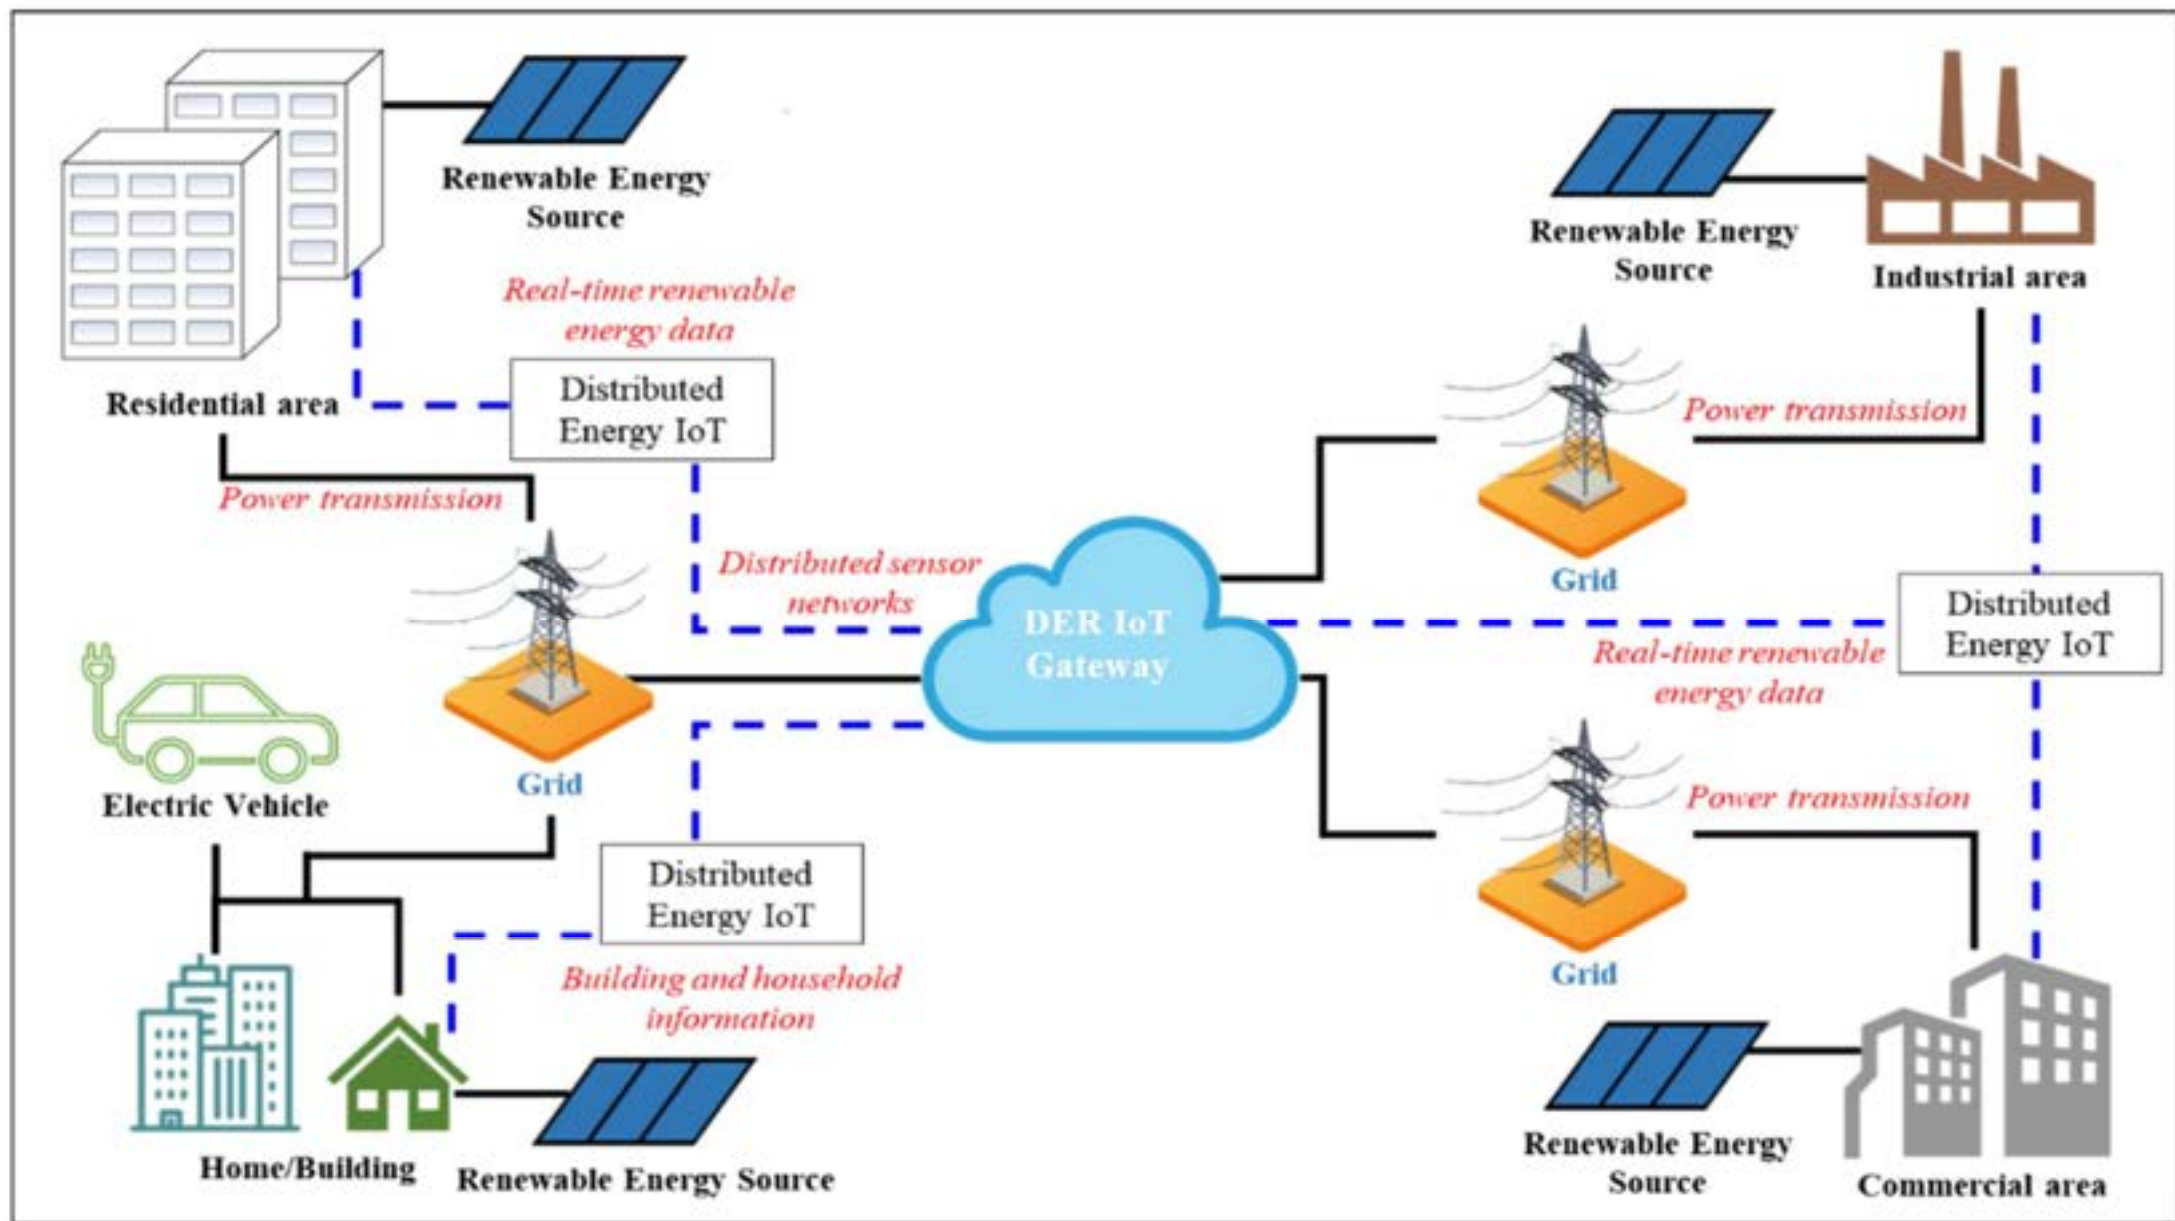 Renewable Energy
Source
Renewable Energy
Source
Industrial area
Real-time renewable
energy data
Distributed
Energy IoT
Residential area
Power transmission
Power transmission
Distributed sensor
networks
Grid
DER IoT
Gateway
Distributed
Energy IoT
Real-time renewable
energy data
Electric Vehicle
Grid
Power transmission
Distributed
Energy IoT
Grid
Building and household
information
Home/Building
Renewable Energy Source
Renewable Energy
Source
Commercial area